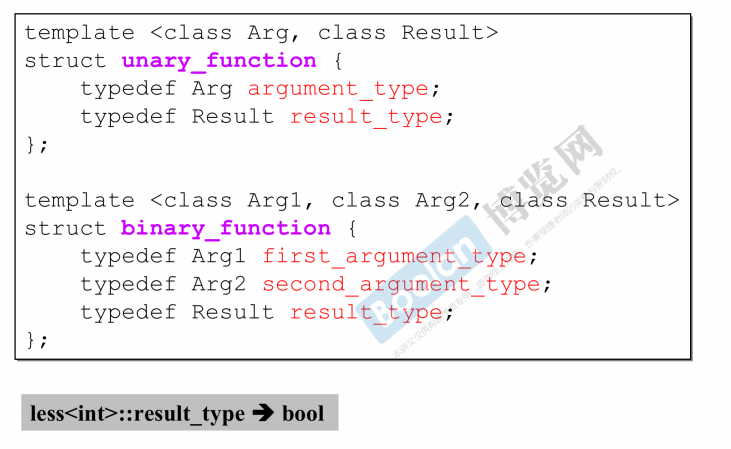 template <class Arg, class Result>
struct unary_function {
    typedef Arg argument_type;
    typedef Result result_type;
};
template <class Arg1, class Arg2, class Result>
struct binary_function {
    typedef Arg1 first_argument_type;
    typedef Arg2 second_argument_type;
    typedef Result result_type;
};
Boolan 博览网
less<int>::result_type ➔ bool